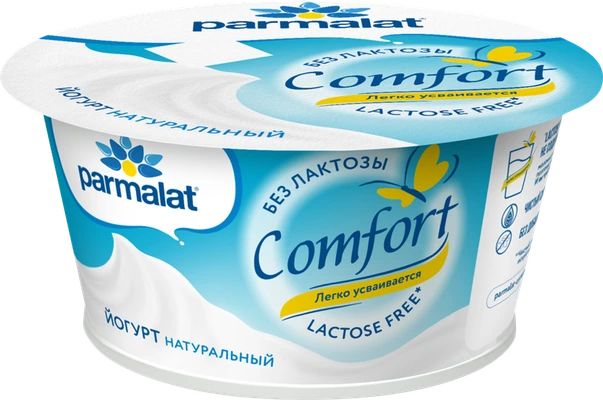 parmalat
БЕЗ ЛАКТОЗЫ
Comfort
Легко усваивается
LACTOSE FREE*
ЙОГУРТ НАТУРАЛЬНЫЙ
parmalat
БЕЗ ЛАКТОЗЫ
Comfort
Легко усваивается
LACTOSE FREE*
ЙОГУРТ НАТУРАЛЬНЫЙ